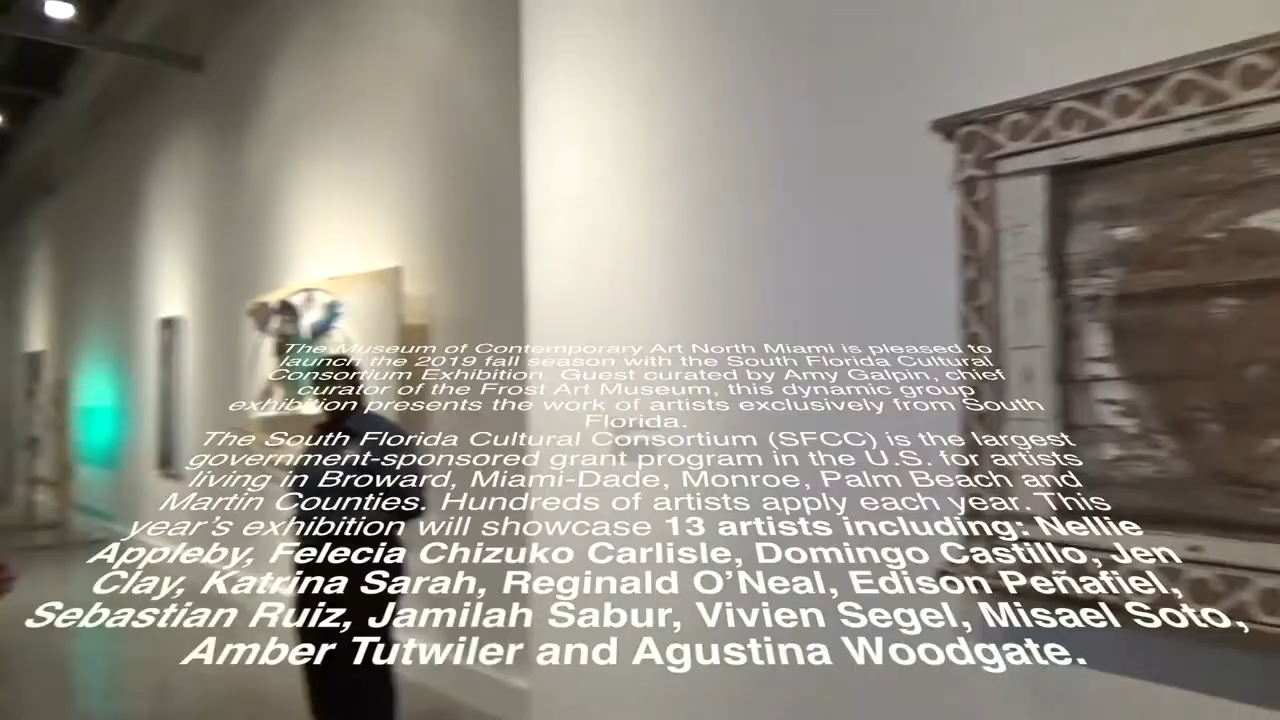 The Museum of Contemporary Art North Miami is pleased to
launch the 2019 fall season with the South Florida Cultural
Consortium Exhibition. Guest curated by Amy Galpin, chief
curator of the Frost Art Museum, this dynamic group
exhibition presents the work of artists exclusively from South
Florida.
The South Florida Cultural Consortium (SFCC) is the largest
government-sponsored grant program in the U.S. for artists
living in Broward, Miami-Dade, Monroe, Palm Beach and
Martin Counties. Hundreds of artists apply each year. This
year's exhibition will showcase 13 artists including: Nellie
Appleby, Felecia Chizuko Carlisle, Domingo Castillo, Jen
Clay, Katrina Sarah, Reginald O'Neal, Edison Peñafiel,
Sebastian Ruiz, Jamilah Sabur, Vivien Segel, Misael Soto,
Amber Tutwiler and Agustina Woodgate.